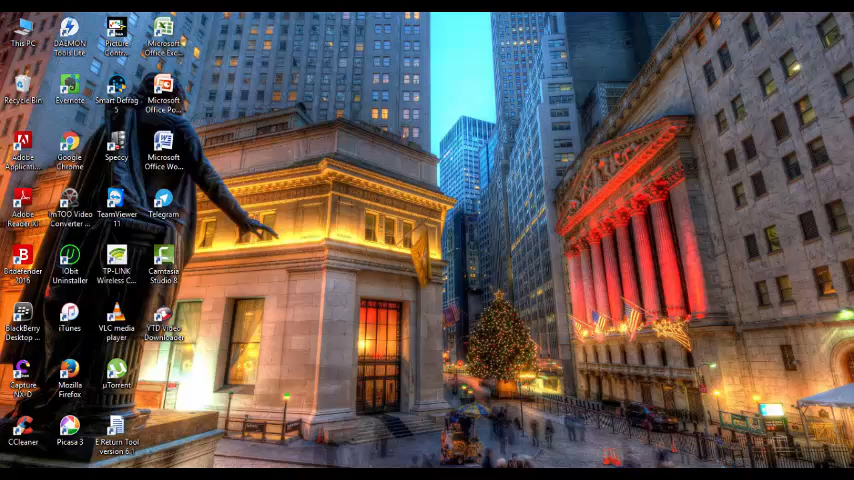 This PC
DAEMON
Tools Lite
Picture
Contr...
Microsoft
Office Exc...
Recycle Bin
Evernote
Smart Defrag
5
Microsoft
Office Po...
Adobe
Applicati...
Google
Chrome
Speccy
Microsoft
Office Wo...
Adobe
Reader XI
ImTOO Video
Converter ...
TeamViewer
11
Telegram
Bitdefender
2016
IObit
Uninstaller
TP-LINK
Wireless C...
Camtasia
Studio 8
BlackBerry
Desktop ...
iTunes
VLC media
player
YTD Video
Downloader
Capture
NX-D
Mozilla
Firefox
µTorrent
CCleaner
Picasa 3
E Return Tool
version 6.1